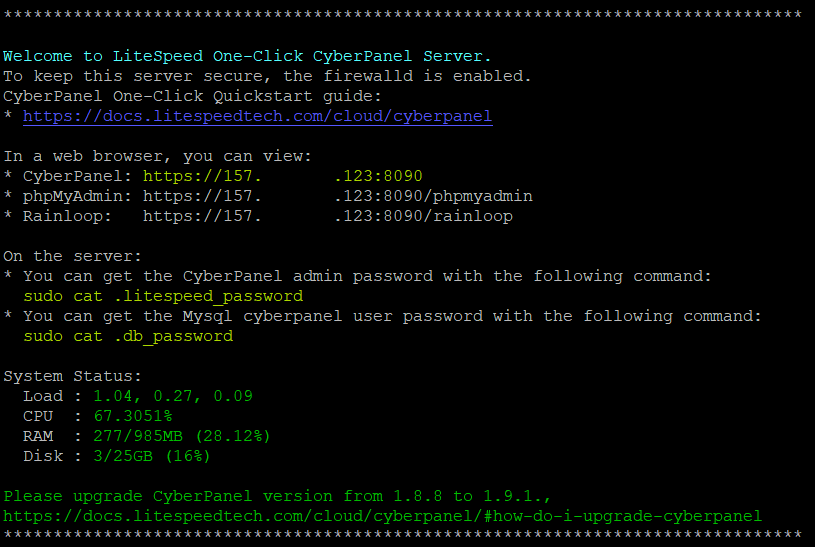 ********************************************************************************
Welcome to LiteSpeed One-Click CyberPanel Server.
To keep this server secure, the firewalld is enabled.
CyberPanel One-Click Quickstart guide:
* https://docs.litespeedtech.com/cloud/cyberpanel
In a web browser, you can view:
* CyberPanel: https://157.       .123:8090
* phpMyAdmin: https://157.       .123:8090/phpmyadmin
* Rainloop:   https://157.       .123:8090/rainloop
On the server:
* You can get the CyberPanel admin password with the following command:
  sudo cat .litespeed_password
* You can get the Mysql cyberpanel user password with the following command:
  sudo cat .db_password
System Status:
  Load : 1.04, 0.27, 0.09
  CPU  : 67.3051%
  RAM  : 277/985MB (28.12%)
  Disk : 3/25GB (16%)
Please upgrade CyberPanel version from 1.8.8 to 1.9.1.,
https://docs.litespeedtech.com/cloud/cyberpanel/#how-do-i-upgrade-cyberpanel
********************************************************************************